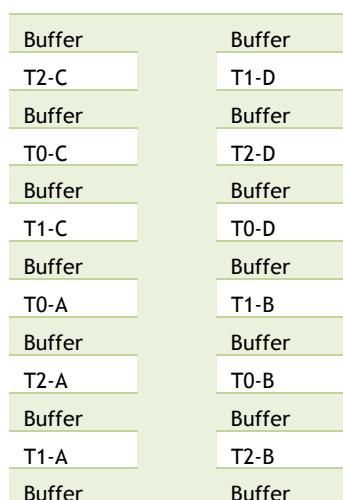 Buffer Buffer
T2-C T1-D
Buffer Buffer
T0-C T2-D
Buffer Buffer
T1-C T0-D
Buffer Buffer
T0-A T1-B
Buffer Buffer
T2-A T0-B
Buffer Buffer
T1-A T2-B
Buffer Buffer